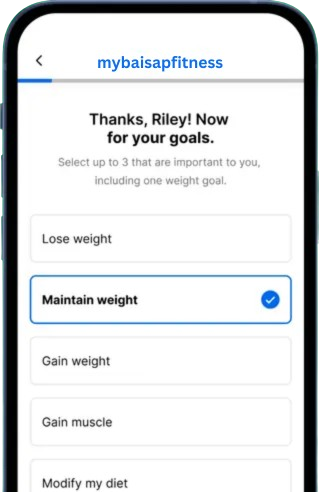 mybaisapfitness
Thanks, Riley! Now
for your goals.
Select up to 3 that are important to you,
including one weight goal.
Lose weight
Maintain weight
Gain weight
Gain muscle
Modify my diet